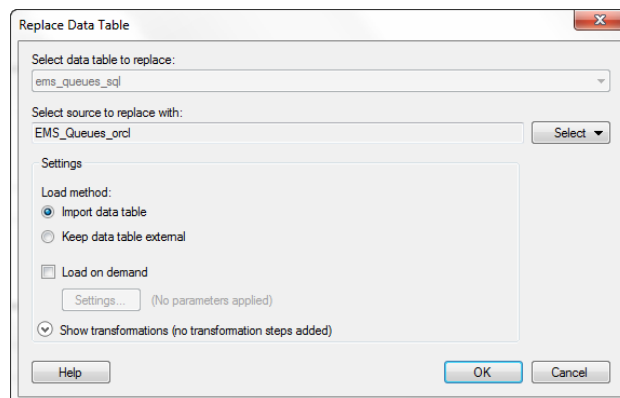 Replace Data Table
Select data table to replace:
ems_queues_sql
Select source to replace with:
EMS_Queues_orcl
Select
Settings
Load method:
Import data table
Keep data table external
Load on demand
Settings... (No parameters applied)
Show transformations (no transformation steps added)
Help OK Cancel